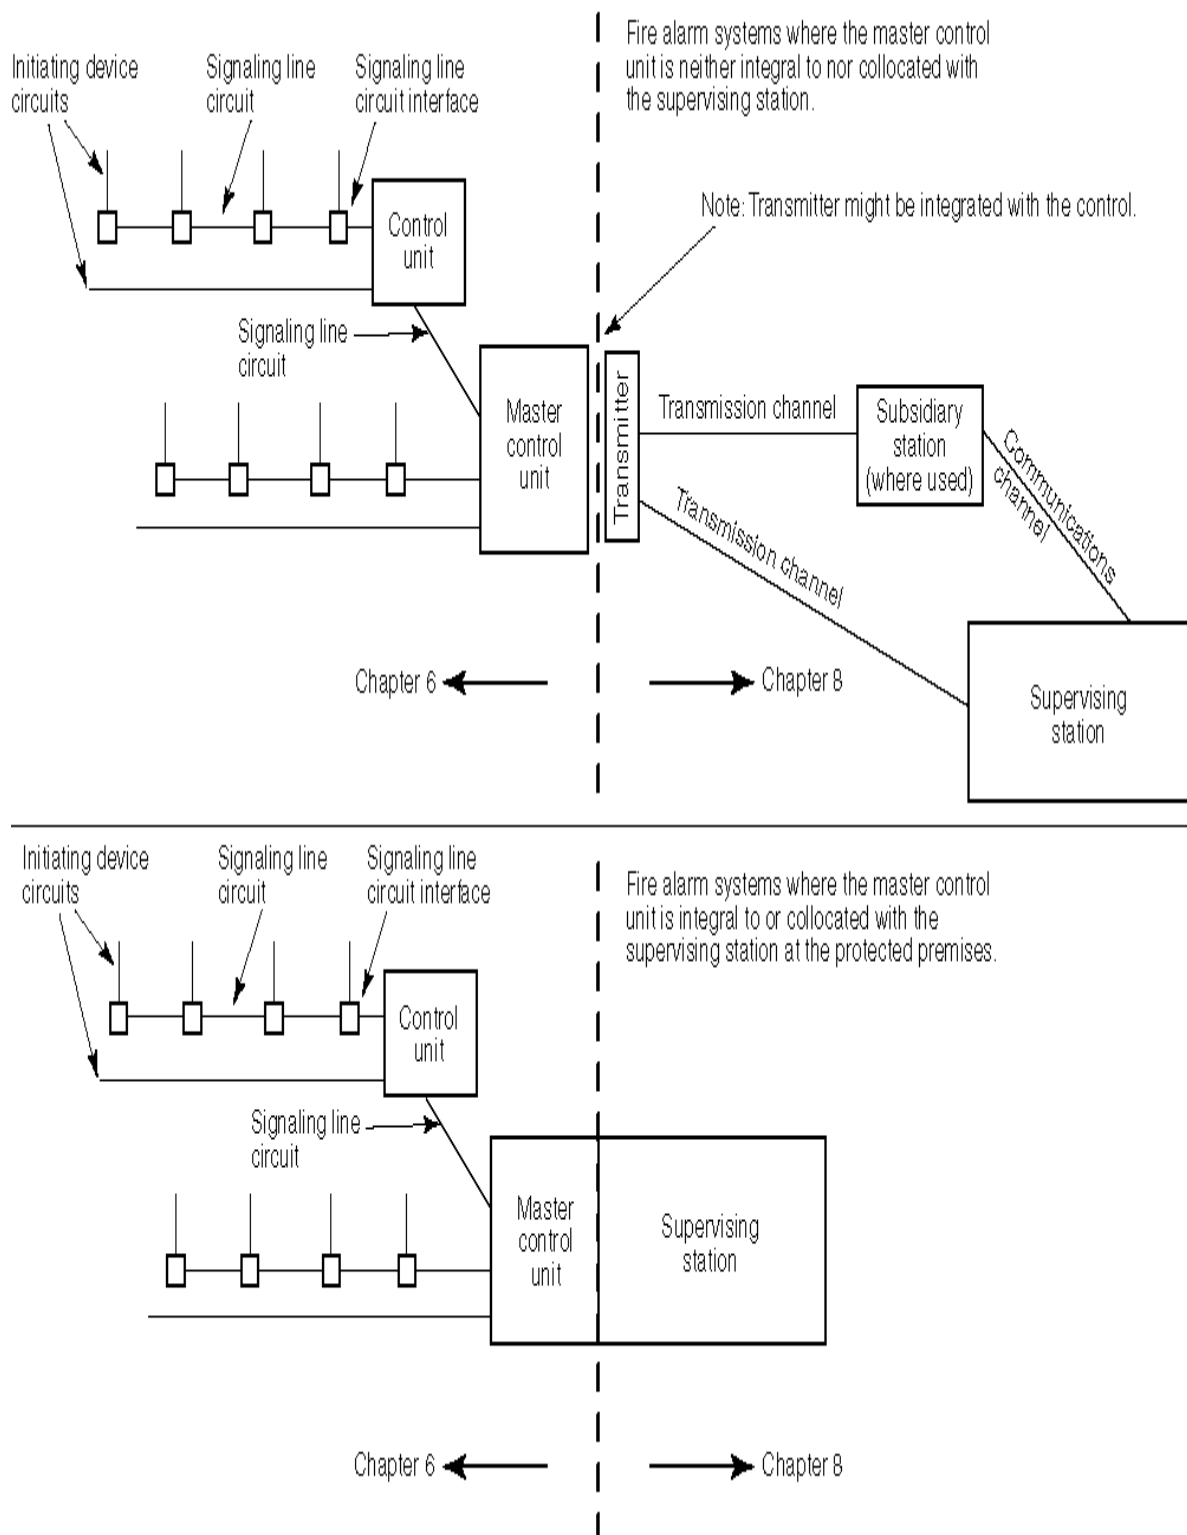 Initiating device
circuits
Signaling line
circuit
Signaling line
circuit interface
Fire alarm systems where the master control
unit is neither integral to nor collocated with
the supervising station.
Note: Transmitter might be integrated with the control.
Control
unit
Signaling line
circuit
Master
control
unit
Transmitter
Transmission channel
Subsidiary
station
(where used)
Communications
channel
Transmission channel
Supervising
station
Chapter 6
Chapter 8
Initiating device
circuits
Signaling line
circuit
Signaling line
circuit interface
Fire alarm systems where the master control
unit is integral to or collocated with the
supervising station at the protected premises.
Control
unit
Signaling line
circuit
Master
control
unit
Supervising
station
Chapter 6
Chapter 8